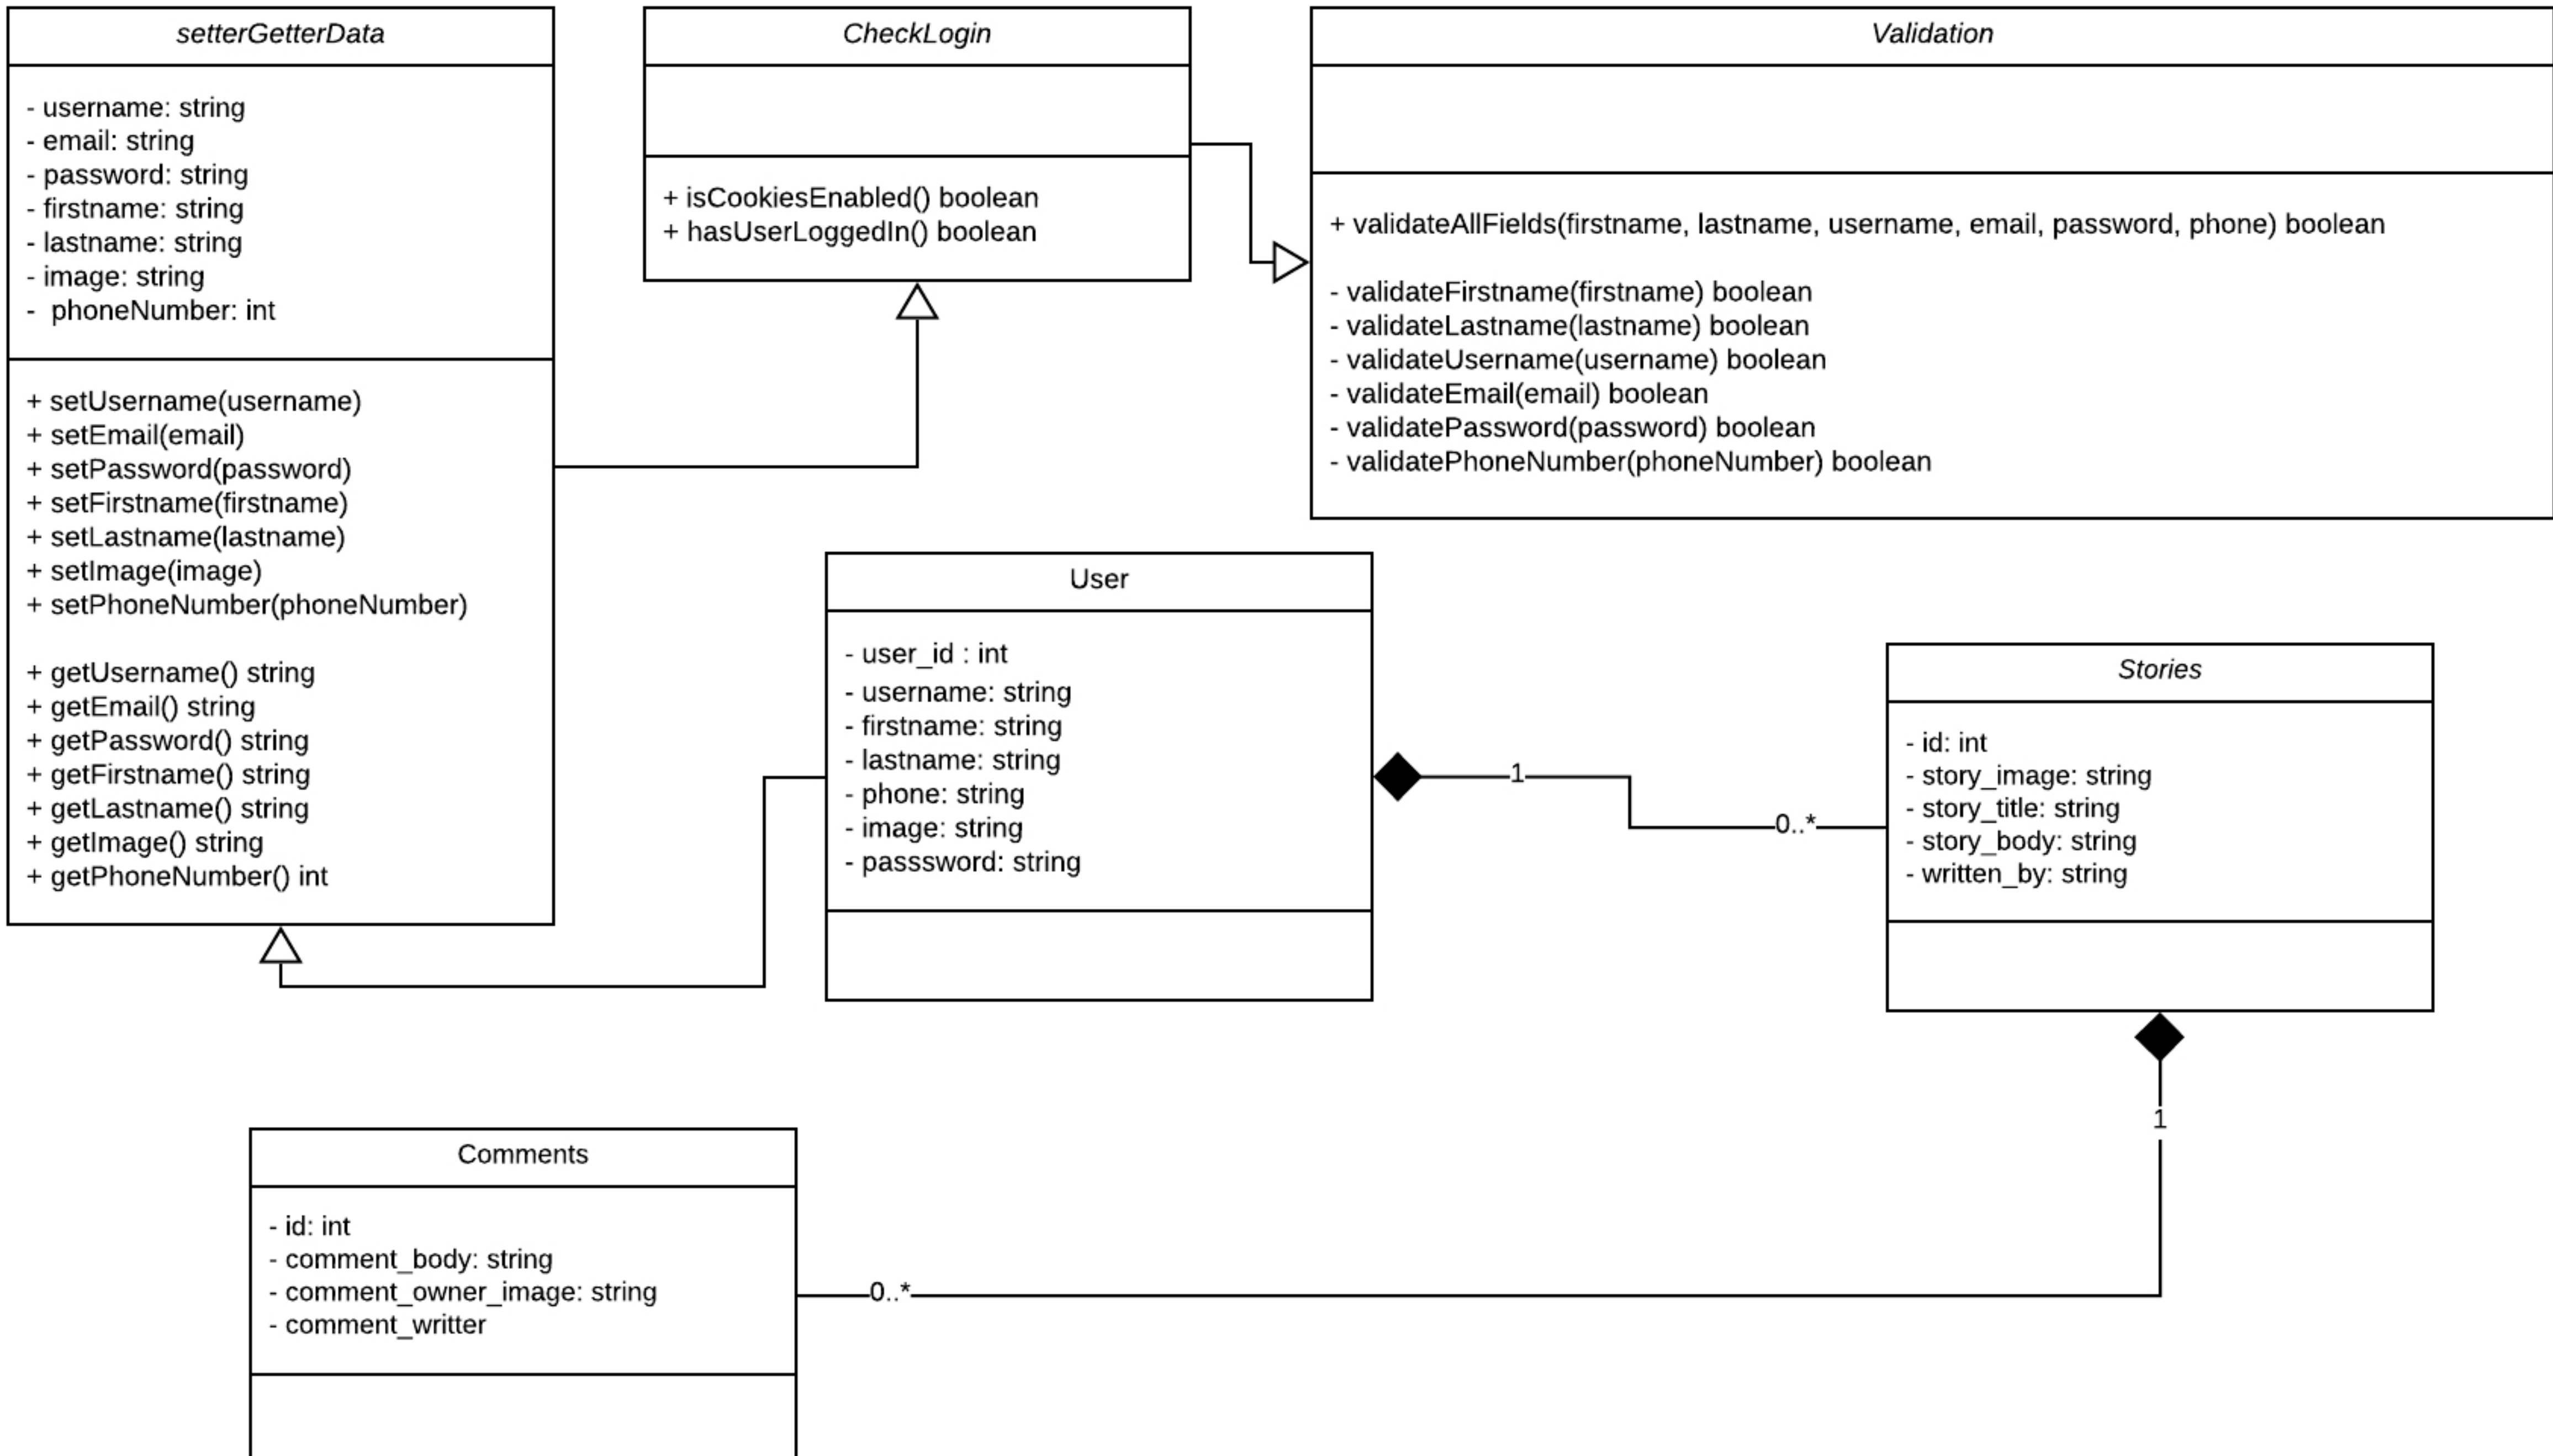 setterGetterData
- username: string
- email: string
- password: string
- firstname: string
- lastname: string
- image: string
-  phoneNumber: int
+ setUsername(username)
+ setEmail(email)
+ setPassword(password)
+ setFirstname(firstname)
+ setLastname(lastname)
+ setImage(image)
+ setPhoneNumber(phoneNumber)
+ getUsername() string
+ getEmail() string
+ getPassword() string
+ getFirstname() string
+ getLastname() string
+ getImage() string
+ getPhoneNumber() int
CheckLogin
+ isCookiesEnabled() boolean
+ hasUserLoggedIn() boolean
Validation
+ validateAllFields(firstname, lastname, username, email, password, phone) boolean
- validateFirstname(firstname) boolean
- validateLastname(lastname) boolean
- validateUsername(username) boolean
- validateEmail(email) boolean
- validatePassword(password) boolean
- validatePhoneNumber(phoneNumber) boolean
User
- user_id : int
- username: string
- firstname: string
- lastname: string
- phone: string
- image: string
- passsword: string
1
0..*
Stories
- id: int
- story_image: string
- story_title: string
- story_body: string
- written_by: string
1
Comments
- id: int
- comment_body: string
- comment_owner_image: string
- comment_writter
0..*